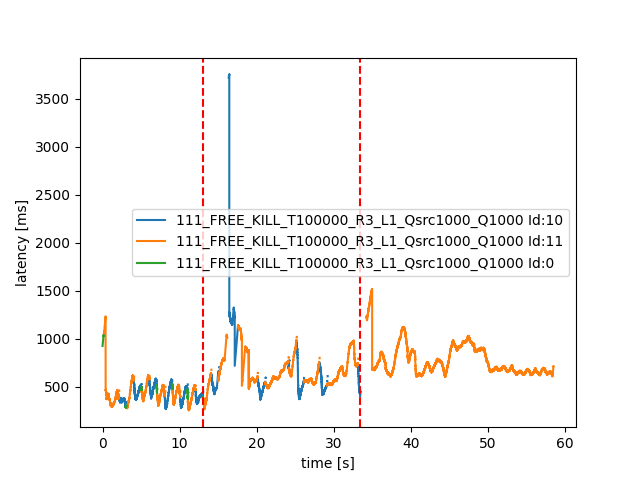 3500
3000
2500
2000
1500
1000
500
latency [ms]
111_FREE_KILL_T100000_R3_L1_Qsrc1000_Q1000 Id:10
111_FREE_KILL_T100000_R3_L1_Qsrc1000_Q1000 Id:11
111_FREE_KILL_T100000_R3_L1_Qsrc1000_Q1000 Id:0
0 10 20 30 40 50 60
time [s]